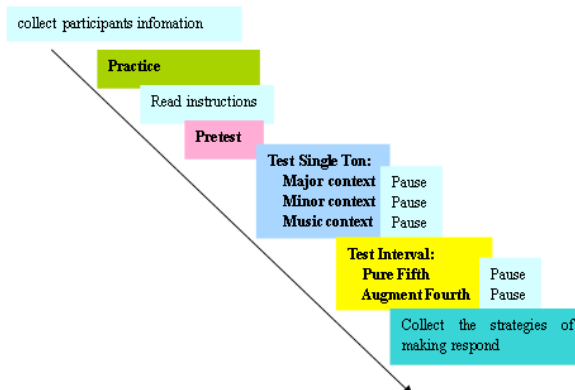 collect participants infomation
Practice
Read instructions
Pretest
Test Single Ton:
Major context Pause
Minor context Pause
Music context Pause
Test Interval:
Pure Fifth Pause
Augment Fourth Pause
Collect the strategies of
making respond